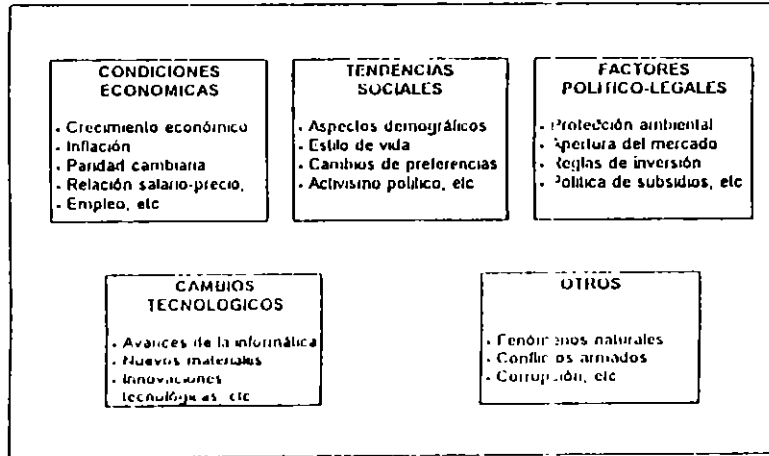 CONDICIONES
ECONOMICAS
. Crecimiento económico
. Inflación
. Paridad cambiaria
. Relación salario-precio,
. Empleo, etc
TENDENCIAS
SOCIALES
. Aspectos demográficos
. Estilo de vida
. Cambios de preferencias
. Activismo político, etc
FACTORES
POLITICO-LEGALES
. Protección ambiental
. Apertura del mercado
. Reglas de inversión
. Política de subsidios, etc
CAMBIOS
TECNOLOGICOS
. Avances de la informática
. Nuevos materiales
. Innovaciones
tecnológicas, etc
OTROS
. Fenómenos naturales
. Conflictos armados
. Corrupción, etc